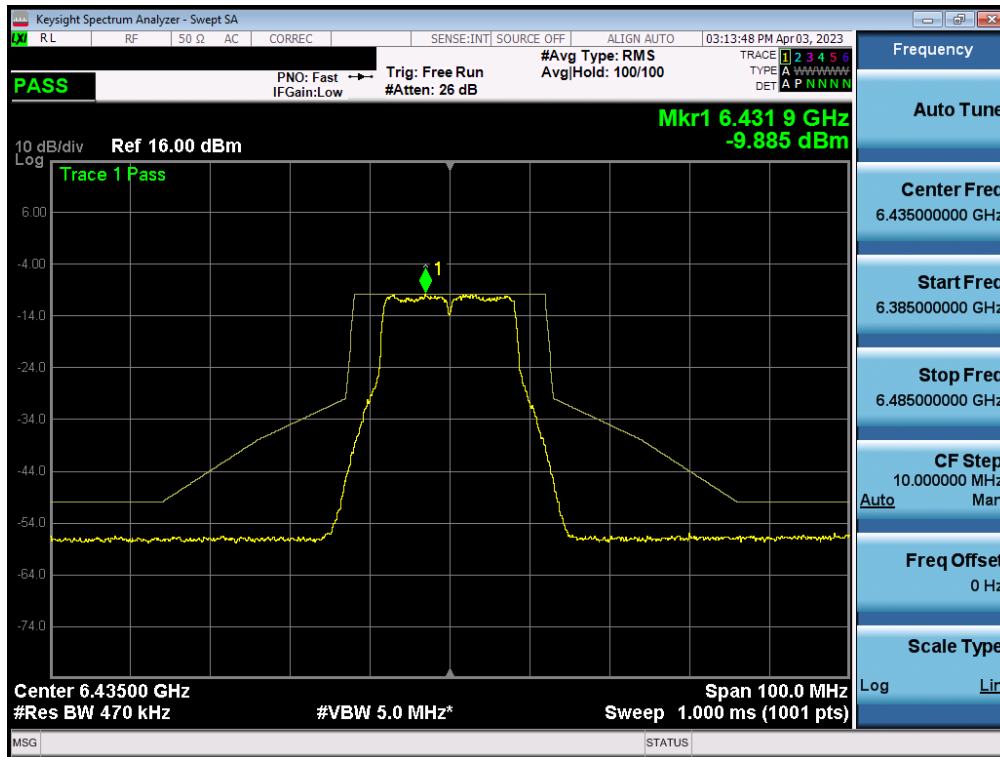 Keysight Spectrum Analyzer - Swept SA
LXI RL RF 50 Ω AC CORREC SENSE:INT SOURCE OFF ALIGN AUTO 03:13:48 PM Apr 03, 2023
PASS
PNO: Fast
IFGain:Low
Trig: Free Run
#Atten: 26 dB
#Avg Type: RMS
Avg|Hold: 100/100
TRACE 1 2 3 4 5 6
TYPE A WWWWW
DET A P N N N N
Mkr1 6.431 9 GHz
-9.885 dBm
10 dB/div Ref 16.00 dBm
Log
Trace 1 Pass
1
6.00
-4.00
-14.0
-24.0
-34.0
-44.0
-54.0
-64.0
-74.0
Center 6.43500 GHz Span 100.0 MHz
#Res BW 470 kHz #VBW 5.0 MHz* Sweep 1.000 ms (1001 pts)
MSG STATUS
Frequency
Auto Tune
Center Freq
6.435000000 GHz
Start Freq
6.385000000 GHz
Stop Freq
6.485000000 GHz
CF Step
10.000000 MHz
Auto Man
Freq Offset
0 Hz
Scale Type
Log Lin